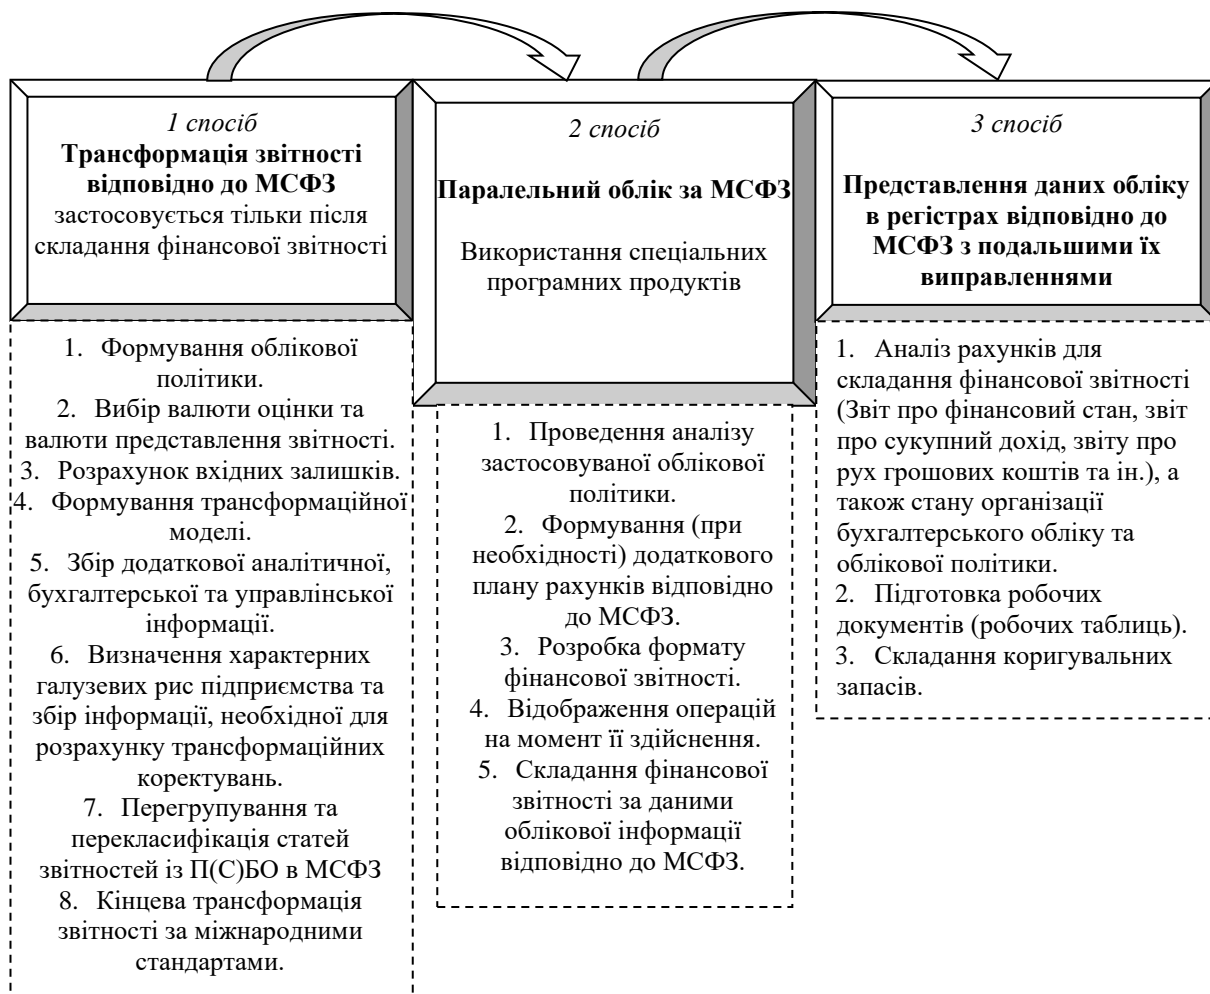 1 спосіб
Трансформація звітності
відповідно до МСФЗ
застосовується тільки після
складання фінансової звітності
1. Формування облікової
політики.
2. Вибір валюти оцінки та
валюти представлення звітності.
3. Розрахунок вхідних залишків.
4. Формування трансформаційної
моделі.
5. Збір додаткової аналітичної,
бухгалтерської та управлінської
інформації.
6. Визначення характерних
галузевих рис підприємства та
збір інформації, необхідної для
розрахунку трансформаційних
коректувань.
7. Перегрупування та
перекласифікація статей
звітностей із П(С)БО в МСФЗ
8. Кінцева трансформація
звітності за міжнародними
стандартами.
2 спосіб
Паралельний облік за МСФЗ
Використання спеціальних
програмних продуктів
1. Проведення аналізу
застосовуваної облікової
політики.
2. Формування (при
необхідності) додаткового
плану рахунків відповідно
до МСФЗ.
3. Розробка формату
фінансової звітності.
4. Відображення операцій
на момент її здійснення.
5. Складання фінансової
звітності за даними
облікової інформації
відповідно до МСФЗ.
3 спосіб
Представлення даних обліку
в регістрах відповідно до
МСФЗ з подальшими їх
виправленнями
1. Аналіз рахунків для
складання фінансової звітності
(Звіт про фінансовий стан, звіт
про сукупний дохід, звіту про
рух грошових коштів та ін.), а
також стану організації
бухгалтерського обліку та
облікової політики.
2. Підготовка робочих
документів (робочих таблиць).
3. Складання коригувальних
запасів.